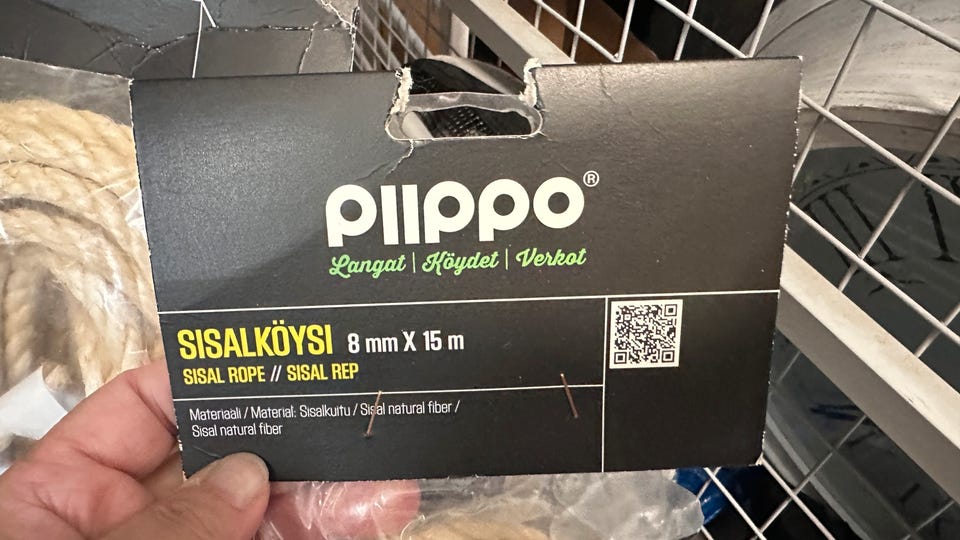 piippo®
Langat | Köydet | Verkot
SISALKÖYSI 8 mm X 15 m
SISAL ROPE // SISAL REP
Materiaali / Material: Sisalkuitu / Sisal natural fiber /
Sisal natural fiber